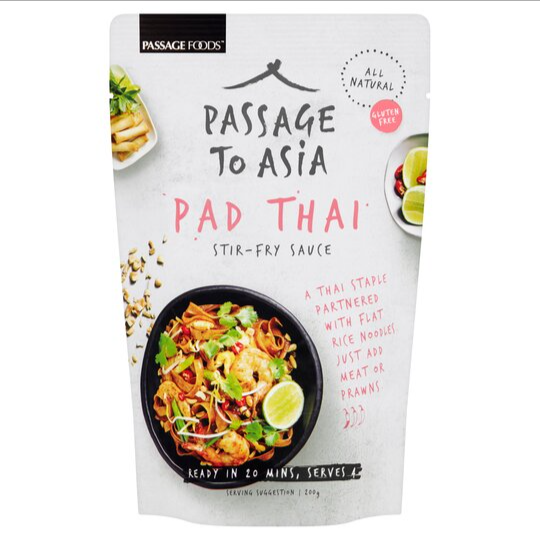 PASSAGE FOODS™
ALL
NATURAL
GLUTEN
FREE
PASSAGE
TO ASiA
PAD THAI
STIR-FRY SAUCE
A THAI STAPLE
PARTNERED
WITH FLAT
RICE NOODLES
JUST ADD
MEAT OR
PRAWNS
READY IN 20 MINS, SERVES 4
SERVING SUGGESTION | 200g